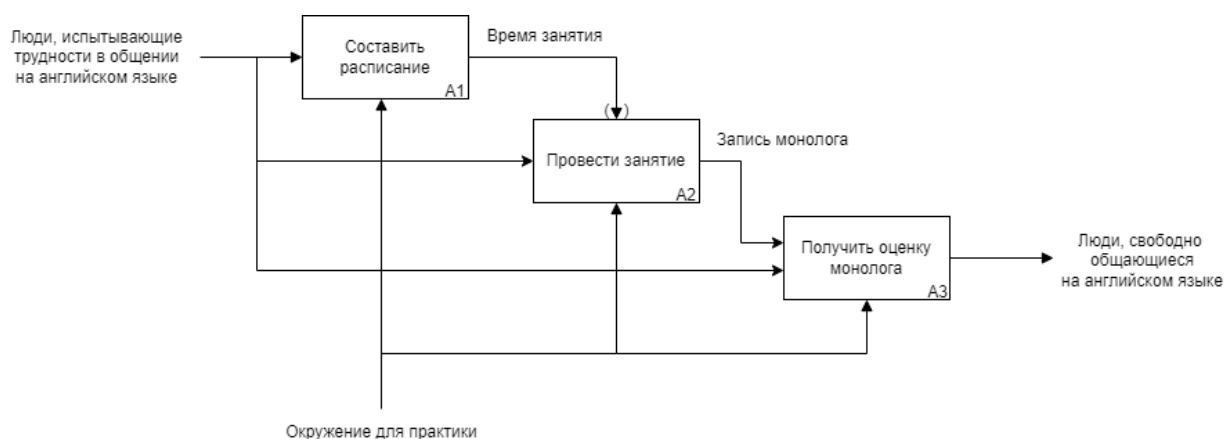 Люди, испытывающие
трудности в общении
на английском языке
Составить
расписание
A1
Время занятия
Провести занятие
A2
Запись монолога
Получить оценку
монолога
A3
Люди, свободно
общающиеся
на английском языке
Окружение для практики